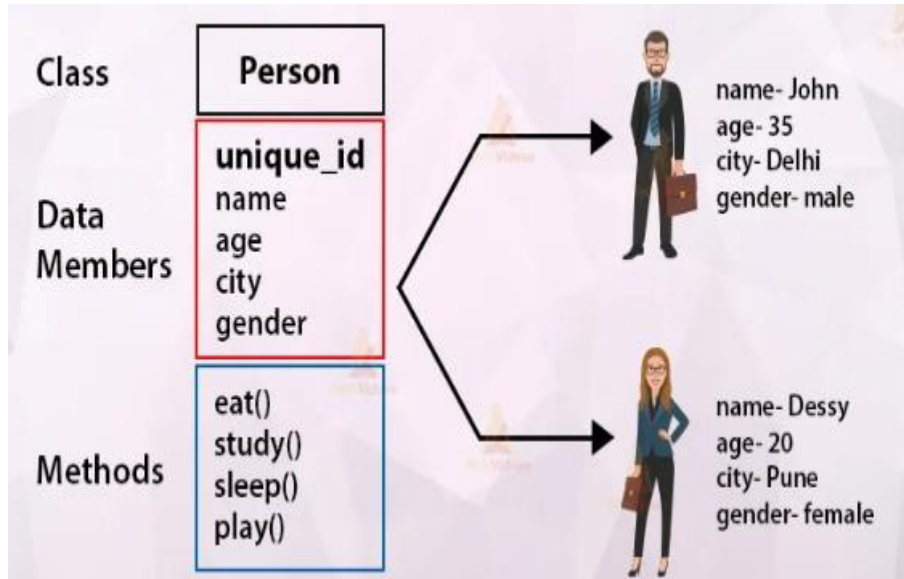 Class
Person
Data
Members
unique_id
name
age
city
gender
Methods
eat()
study()
sleep()
play()
name- John
age- 35
city- Delhi
gender- male
name- Dessy
age- 20
city- Pune
gender- female